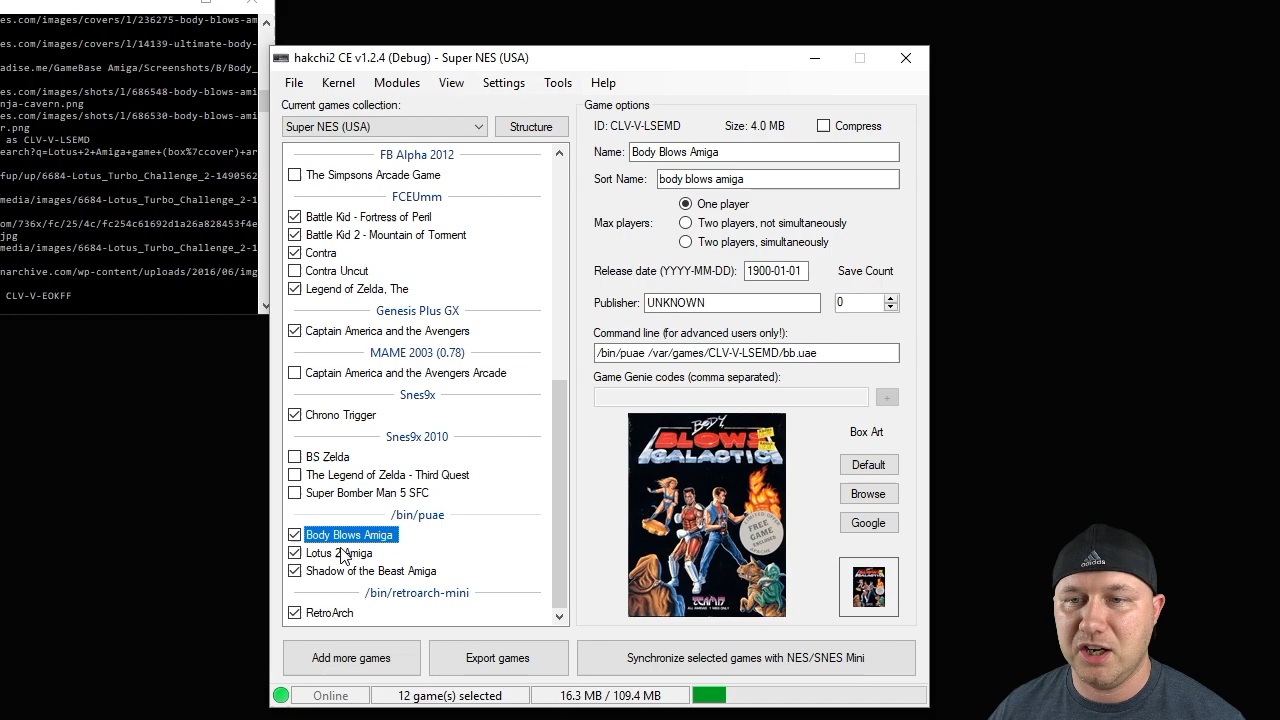 es.com/images/covers/l/236275-body-blows-am
es.com/images/covers/l/14139-ultimate-body-
adise.me/GameBase Amiga/Screenshots/B/Body_
es.com/images/shots/l/686548-body-blows-ami
nja-cavern.png
es.com/images/shots/l/686530-body-blows-ami
r.png
as CLV-V-LSEMD
earch?q=Lotus+2+Amiga+game+(box%7ccover)+ar
fup/up/6684-Lotus_Turbo_Challenge_2-1490562
media/images/6684-Lotus_Turbo_Challenge_2-1
om/736x/fc/25/4c/fc254c61692d1a26a828453f4e
jpg
media/images/6684-Lotus_Turbo_Challenge_2-1
narchive.com/wp-content/uploads/2016/06/img
CLV-V-EOKFF
hakchi2 CE v1.2.4 (Debug) - Super NES (USA)
File Kernel Modules View Settings Tools Help
Current games collection:
Super NES (USA) Structure
FB Alpha 2012
The Simpsons Arcade Game
FCEUmm
Battle Kid - Fortress of Peril
Battle Kid 2 - Mountain of Torment
Contra
Contra Uncut
Legend of Zelda, The
Genesis Plus GX
Captain America and the Avengers
MAME 2003 (0.78)
Captain America and the Avengers Arcade
Snes9x
Chrono Trigger
Snes9x 2010
BS Zelda
The Legend of Zelda - Third Quest
Super Bomber Man 5 SFC
/bin/puae
Body Blows Amiga
Lotus 2 Amiga
Shadow of the Beast Amiga
/bin/retroarch-mini
RetroArch
Add more games Export games
Game options
ID: CLV-V-LSEMD Size: 4.0 MB Compress
Name: Body Blows Amiga
Sort Name: body blows amiga
Max players:
One player
Two players, not simultaneously
Two players, simultaneously
Release date (YYYY-MM-DD): 1900-01-01 Save Count
Publisher: UNKNOWN 0
Command line (for advanced users only!):
/bin/puae /var/games/CLV-V-LSEMD/bb.uae
Game Genie codes (comma separated):
+
BODY
BLOWS
GALACTIC
LIMITED OFFER
FREE
GAME
ENCLOSED
TEAM17
Box Art
Default
Browse
Google
Synchronize selected games with NES/SNES Mini
Online 12 game(s) selected 16.3 MB / 109.4 MB
adidas